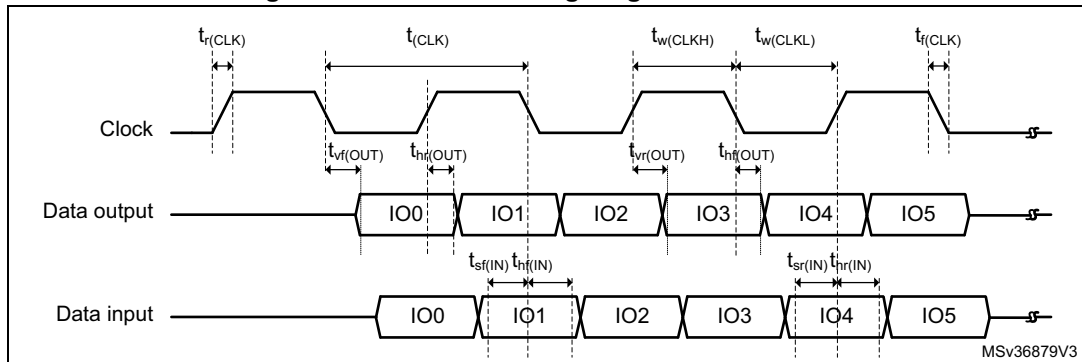 tr(CLK) t(CLK) tw(CLKH) tw(CLKL) tf(CLK)
Clock
tvf(OUT) thr(OUT) tvr(OUT) thf(OUT)
Data output IO0 IO1 IO2 IO3 IO4 IO5
tsf(IN) thf(IN) tsr(IN) thr(IN)
Data input IO0 IO1 IO2 IO3 IO4 IO5
MSv36879V3